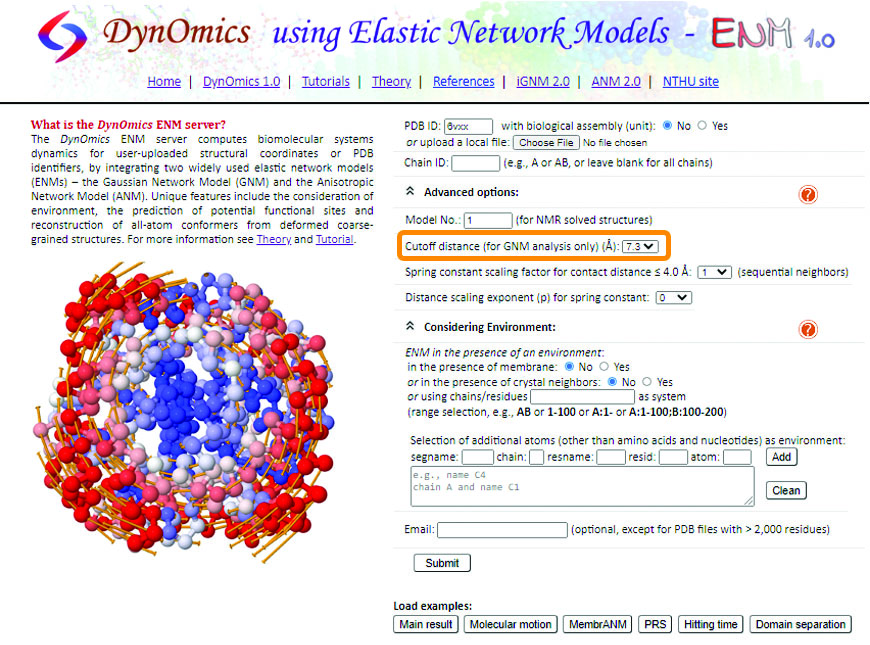 DynOmics using Elastic Network Models - ENM 1.0
Home | DynOmics 1.0 | Tutorials | Theory | References | iGNM 2.0 | ANM 2.0 | NTHU site
What is the DynOmics ENM server?
The DynOmics ENM server computes biomolecular systems
dynamics for user-uploaded structural coordinates or PDB
identifiers, by integrating two widely used elastic network models
(ENMs) – the Gaussian Network Model (GNM) and the Anisotropic
Network Model (ANM). Unique features include the consideration of
environment, the prediction of potential functional sites and
reconstruction of all-atom conformers from deformed coarse-
grained structures. For more information see Theory and Tutorial.
PDB ID: 6vxx with biological assembly (unit): No Yes
or upload a local file: Choose File No file chosen
Chain ID: (e.g., A or AB, or leave blank for all chains)
Advanced options: ?
Model No.: 1 (for NMR solved structures)
Cutoff distance (for GNM analysis only) (Å): 7.3
Spring constant scaling factor for contact distance ≤ 4.0 Å: 1 (sequential neighbors)
Distance scaling exponent (p) for spring constant: 0
Considering Environment: ?
ENM in the presence of an environment:
in the presence of membrane: No Yes
or in the presence of crystal neighbors: No Yes
or using chains/residues as system
(range selection, e.g., AB or 1-100 or A:1- or A:1-100;B:100-200)
Selection of additional atoms (other than amino acids and nucleotides) as environment:
segname: chain: resname: resid: atom: Add
e.g., name C4
chain A and name C1
Clean
Email: (optional, except for PDB files with > 2,000 residues)
Submit
Load examples:
Main result Molecular motion MembrANM PRS Hitting time Domain separation